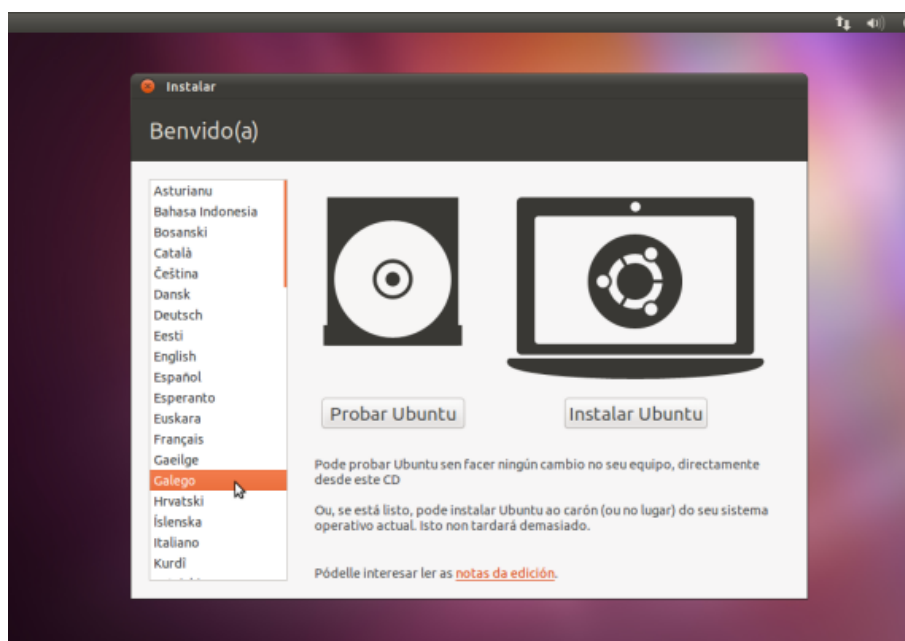 Instalar
Benvido(a)
Asturianu
Bahasa Indonesia
Bosanski
Català
Čeština
Dansk
Deutsch
Eesti
English
Español
Esperanto
Euskara
Français
Gaeilge
Galego
Hrvatski
Íslenska
Italiano
Kurdî
Probar Ubuntu
Instalar Ubuntu
Pode probar Ubuntu sen facer ningún cambio no seu equipo, directamente
desde este CD
Ou, se está listo, pode instalar Ubuntu ao carón (ou no lugar) do seu sistema
operativo actual. Isto non tardará demasiado.
Pódelle interesar ler as notas da edición.